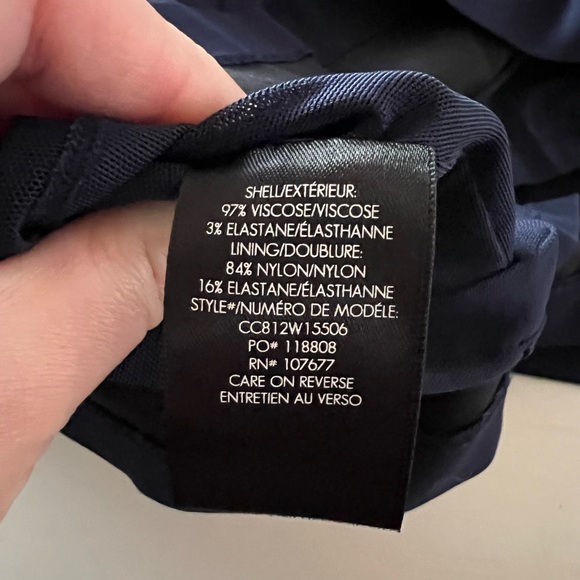 SHELL/EXTÉRIEUR:
97% VISCOSE/VISCOSE
3% ELASTANE/ÉLASTHANNE
LINING/DOUBLURE:
84% NYLON/NYLON
16% ELASTANE/ÉLASTHANNE
STYLE#/NUMÉRO DE MODÉLE:
CC812W15506
PO# 118808
RN# 107677
CARE ON REVERSE
ENTRETIEN AU VERSO